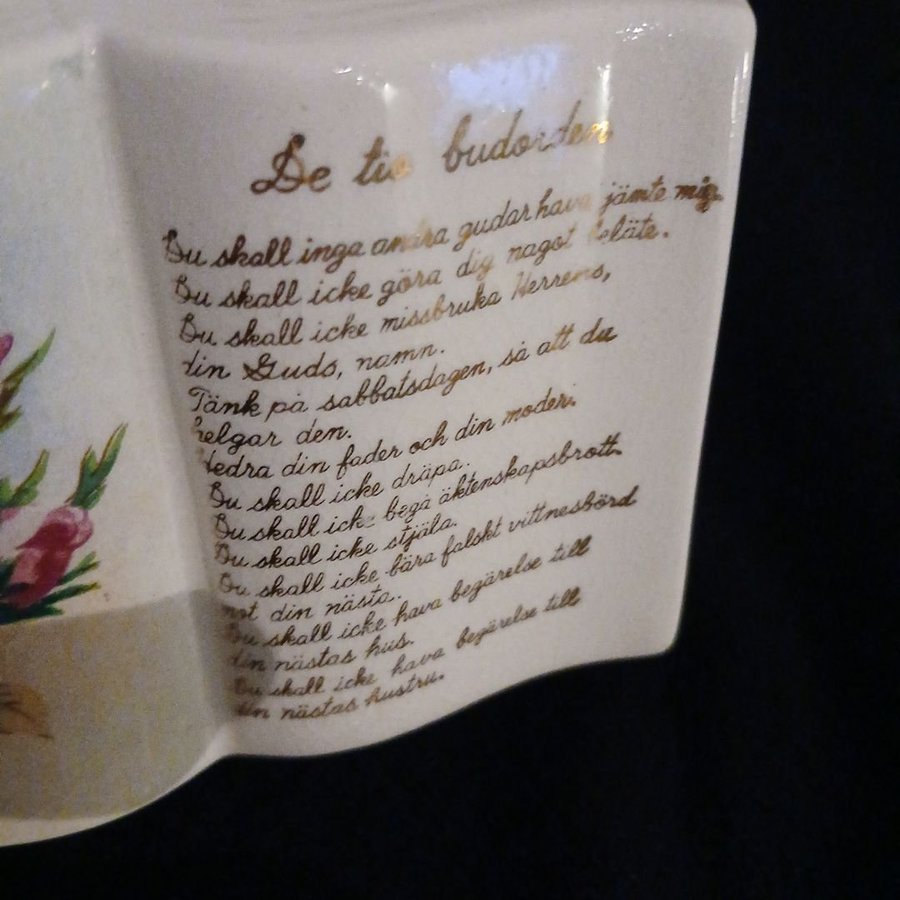 De tio budorden
Du skall inga andra gudar hava jämte mig.
Du skall icke göra dig nagot beläte.
Du skall icke missbruka Herrens,
din Guds, namn.
Tänk på sabbatsdagen, så att du
helgar den.
Hedra din fader och din moder.
Du skall icke dräpa.
Du skall icke begå äktenskapsbrott.
Du skall icke stjäla.
Du skall icke bära falskt vittnesbörd
mot din nästa.
Du skall icke hava begärelse till
din nästas hus.
Du skall icke hava begärelse till
din nästas hustru.